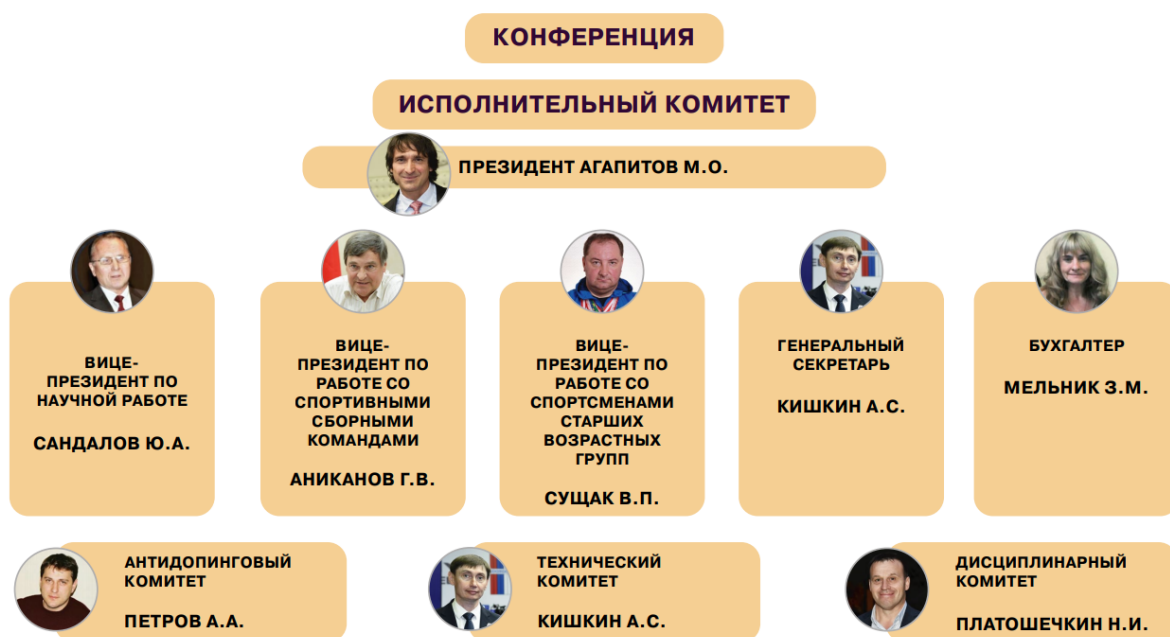 КОНФЕРЕНЦИЯ
ИСПОЛНИТЕЛЬНЫЙ КОМИТЕТ
ПРЕЗИДЕНТ АГАПИТОВ М.О.
ВИЦЕ-
ПРЕЗИДЕНТ ПО
НАУЧНОЙ РАБОТЕ
САНДАЛОВ Ю.А.
ВИЦЕ-
ПРЕЗИДЕНТ ПО
РАБОТЕ СО
СПОРТИВНЫМИ
СБОРНЫМИ
КОМАНДАМИ
АНИКАНОВ Г.В.
ВИЦЕ-
ПРЕЗИДЕНТ ПО
РАБОТЕ СО
СПОРТСМЕНАМИ
СТАРШИХ
ВОЗРАСТНЫХ
ГРУПП
СУЩАК В.П.
ГЕНЕРАЛЬНЫЙ
СЕКРЕТАРЬ
КИШКИН А.С.
БУХГАЛТЕР
МЕЛЬНИК З.М.
АНТИДОПИНГОВЫЙ
КОМИТЕТ
ПЕТРОВ А.А.
ТЕХНИЧЕСКИЙ
КОМИТЕТ
КИШКИН А.С.
ДИСЦИПЛИНАРНЫЙ
КОМИТЕТ
ПЛАТОШЕЧКИН Н.И.